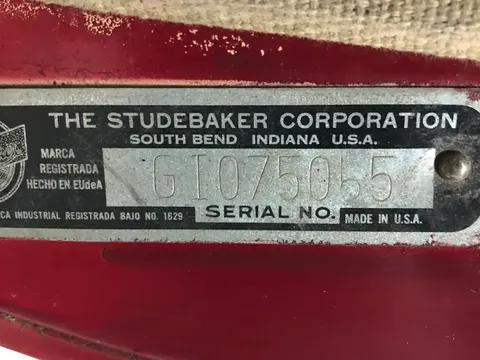 THE STUDEBAKER CORPORATION
SOUTH BEND INDIANA U.S.A.
MARCA
REGISTRADA
HECHO EN EUdeA
CA INDUSTRIAL REGISTRADA BAJO NO. 1629
SERIAL NO.
MADE IN U.S.A.